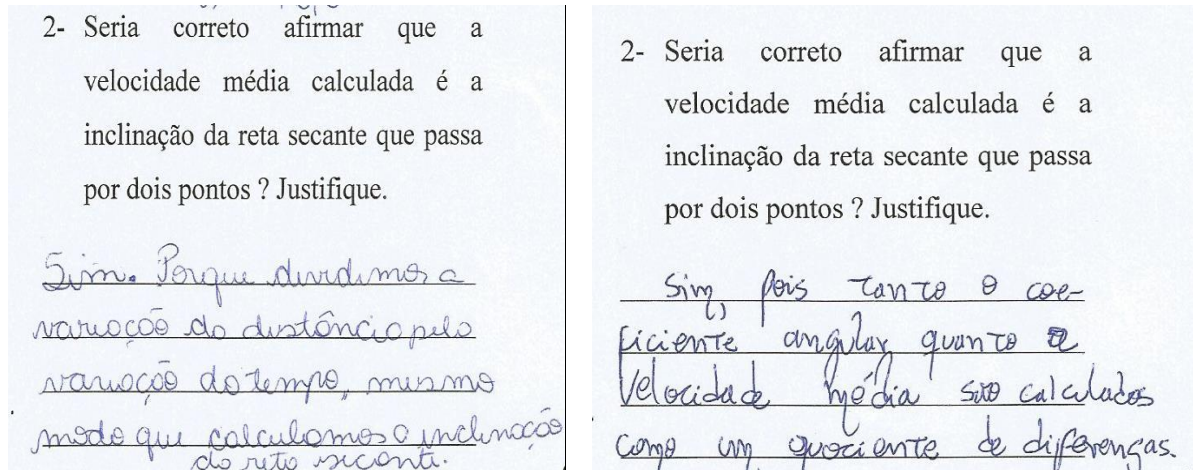 2- Seria correto afirmar que a
velocidade média calculada é a
inclinação da reta secante que passa
por dois pontos ? Justifique.
Sim. Porque dividimos a
variação da distância pela
variação do tempo, mesmo
modo que calculamos a inclinação
da reta secante.
2- Seria correto afirmar que a
velocidade média calculada é a
inclinação da reta secante que passa
por dois pontos ? Justifique.
Sim, pois tanto o coe-
ficiente angular quanto a
velocidade média são calculados
como um quociente de diferenças.